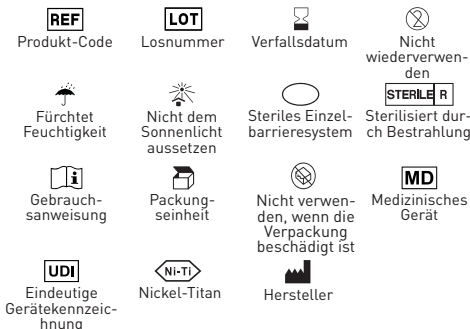 REF
LOT
Produkt-Code
Losnummer
Verfallsdatum
2
Nicht
wiederverwen-
den
STERILE R
Fürchtet
Feuchtigkeit
Nicht dem
Sonnenlicht
aussetzen
Steriles Einzel-
barrieresystem
Sterilisiert dur-
ch Bestrahlung
i
MD
Gebrauch-
sanweisung
Packung-
seinheit
Nicht verwen-
den, wenn die
Verpackung
beschädigt ist
Medizinisches
Gerät
UDI
Ni-Ti
Eindeutige
Gerätekennzeic-
hnung
Nickel-Titan
Hersteller